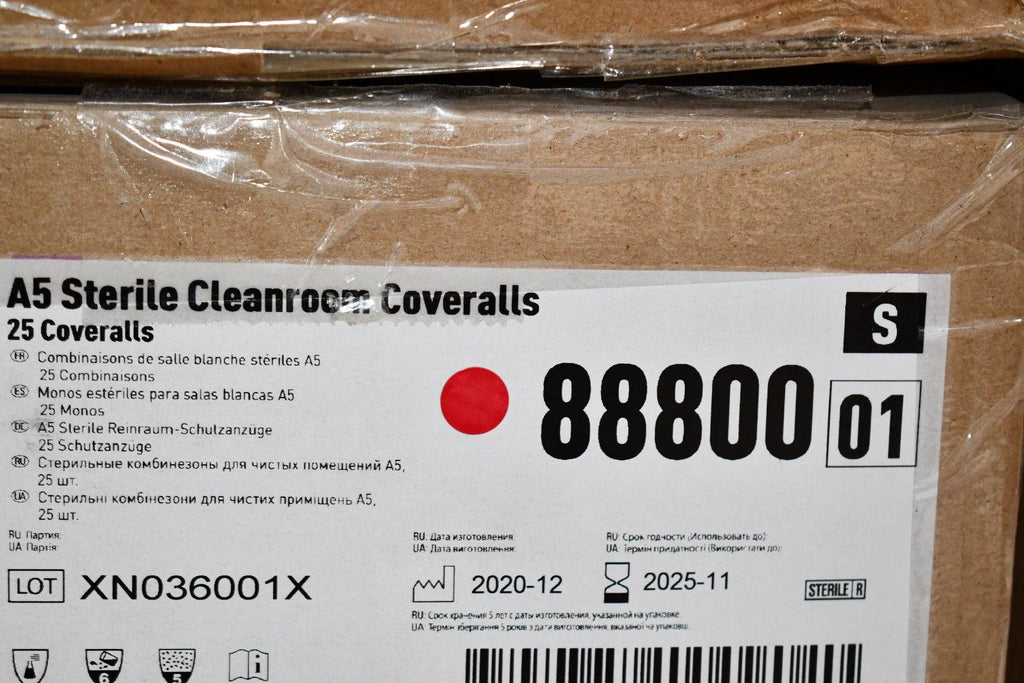 A5 Sterile Cleanroom Coveralls
25 Coveralls
S
FR Combinaisons de salle blanche stériles A5
25 Combinaisons
ES Monos estériles para salas blancas A5
25 Monos
DE A5 Sterile Reinraum-Schutzanzüge
25 Schutzanzüge
RU Стерильные комбинезоны для чистых помещений A5,
25 шт.
UA Стерильні комбінезони для чистих приміщень A5,
25 шт.
88800 01
RU: Партия:
UA: Партія:
LOT XN036001X
RU: Дата изготовления:
UA: Дата виготовлення:
2020-12
RU: Срок годности (Использовать до):
UA: Термін придатності (Використати до):
2025-11
STERILE R
RU: Срок хранения 5 лет с даты изготовления, указанной на упаковке.
UA: Термін зберігання 5 років з дати виготовлення, вказаної на упаковці.
6
5
i